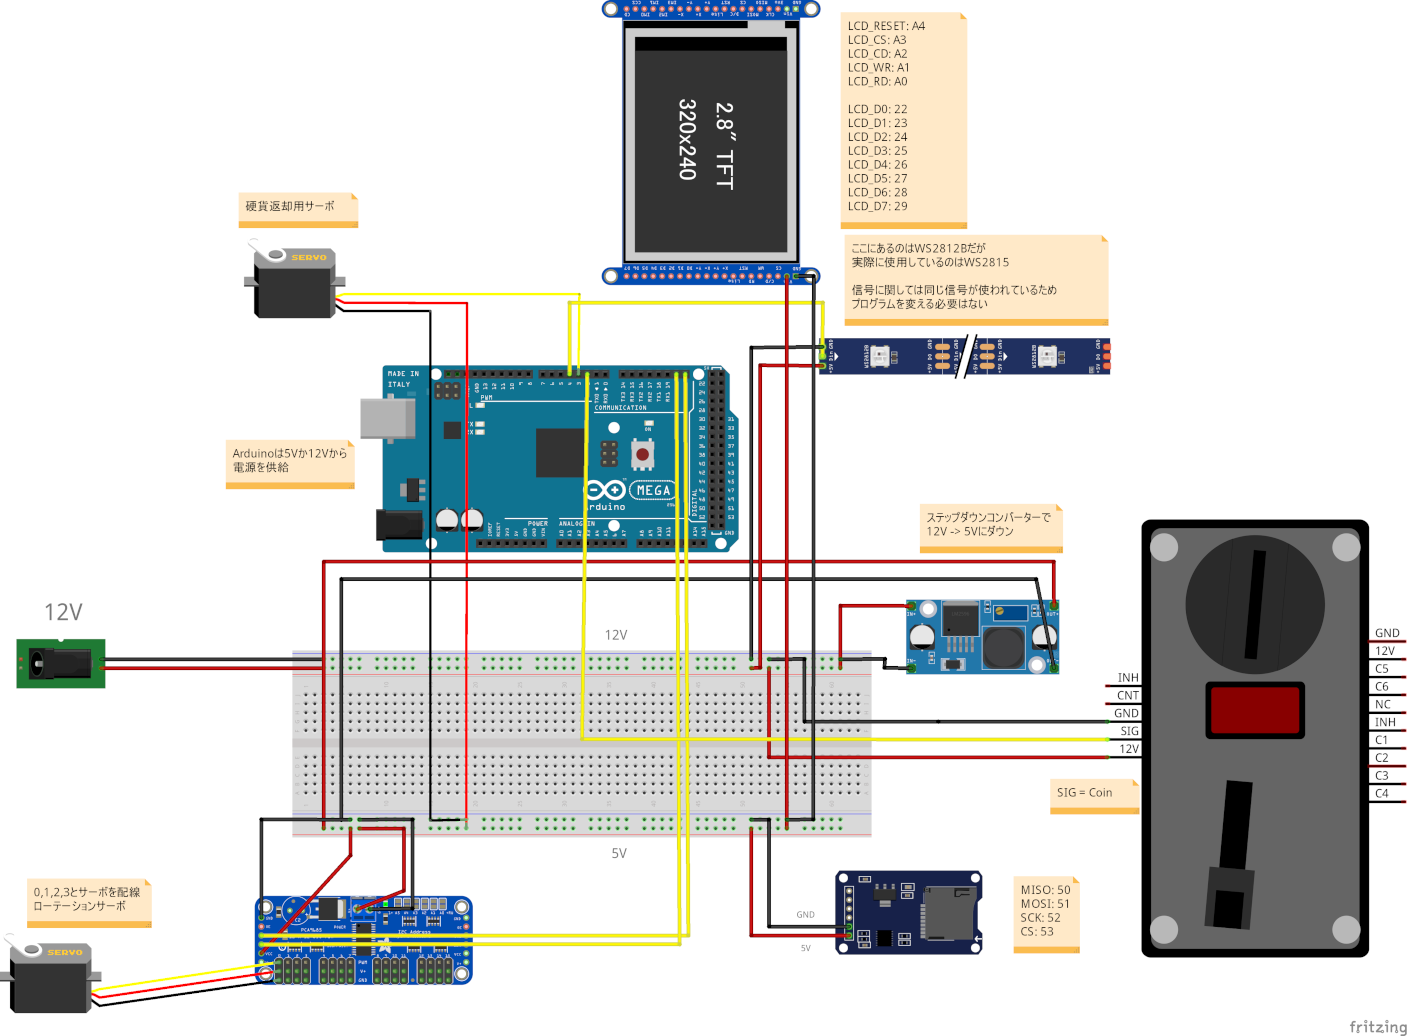 2.8" TFT
320x240
LCD_RESET: A4
LCD_CS: A3
LCD_CD: A2
LCD_WR: A1
LCD_RD: A0
LCD_D0: 22
LCD_D1: 23
LCD_D2: 24
LCD_D3: 25
LCD_D4: 26
LCD_D5: 27
LCD_D6: 28
LCD_D7: 29
硬貨返却用サーボ
SERVO
ここにあるのはWS2812Bだが
実際に使用しているのはWS2815
信号に関しては同じ信号が使われているため
プログラムを変える必要はない
MADE IN
ITALY
PWM
COMMUNICATION
ON
MEGA
Arduino
POWER
ANALOG IN
DIGITAL
Arduinoは5Vか12Vから
電源を供給
ステップダウンコンバーターで
12V -> 5Vにダウン
12V
12V
5V
INH
CNT
GND
SIG
12V
GND
12V
C5
C6
NC
INH
C1
C2
C3
C4
SIG = Coin
0,1,2,3とサーボを配線
ローテーションサーボ
SERVO
PWM
V+
GND
GND
5V
MISO: 50
MOSI: 51
SCK: 52
CS: 53
fritzing